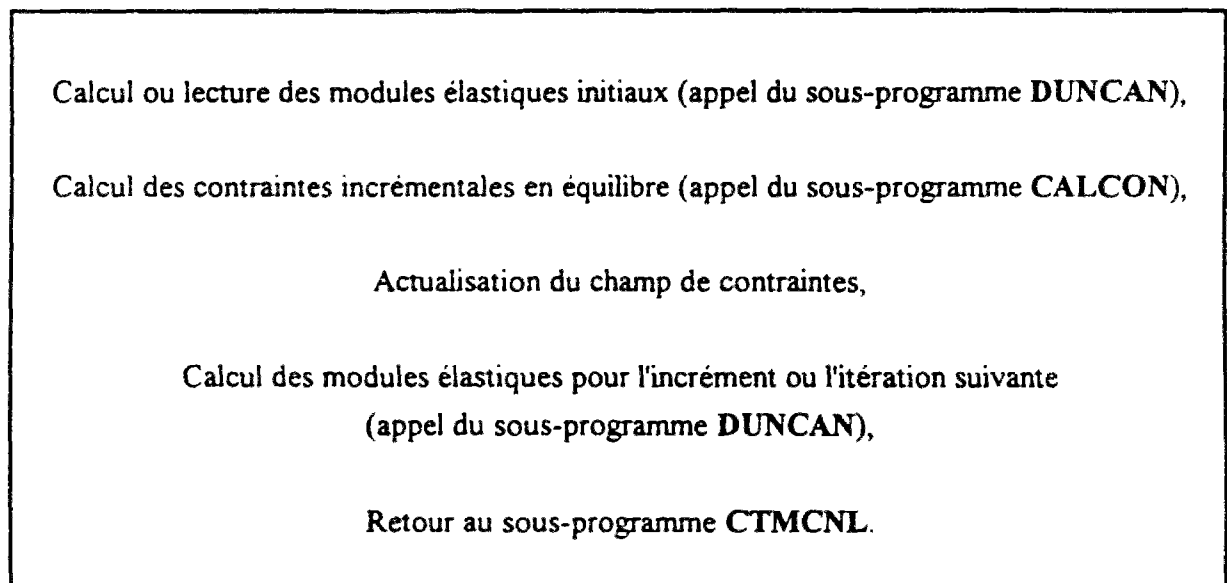 Calcul ou lecture des modules élastiques initiaux (appel du sous-programme DUNCAN),
Calcul des contraintes incrémentales en équilibre (appel du sous-programme CALCON),
Actualisation du champ de contraintes,
Calcul des modules élastiques pour l'incrément ou l'itération suivante
(appel du sous-programme DUNCAN),
Retour au sous-programme CTMCNL.